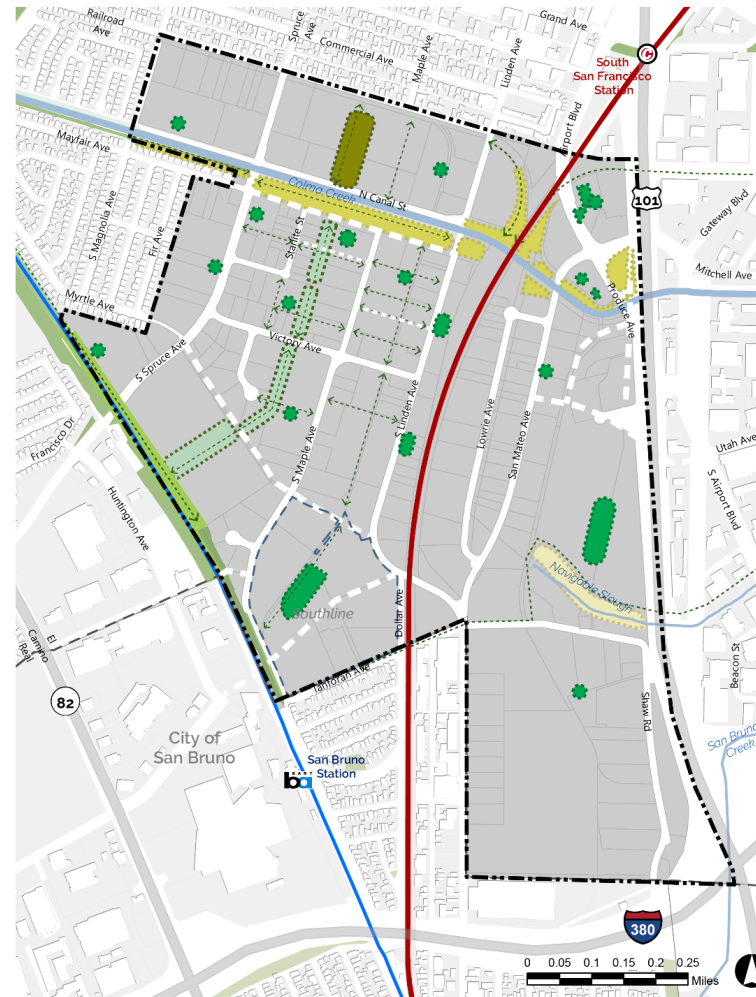 Railroad
Ave
Spruce
Ave
Commercial Ave
Maple Ave
Linden Ave
Grand Ave
South
San Francisco
Station
C
Mayfair Ave
Colma Creek
N Canal St
101
Gateway Blvd
Mitchell Ave
S Magnolia Ave
Fir Ave
Starlite St
Produce Ave
Myrtle Ave
S Spruce Ave
Victory Ave
S Linden Ave
Lowrie Ave
San Mateo Ave
Utah Ave
S Airport Blvd
Francisco Dr
Huntington Ave
S Maple Ave
Navigable Slough
Southline
Dollar Ave
El
Camino
Real
Tanforan Ave
Beacon St
82
City of
San Bruno
San Bruno
Station
ba
Shaw Rd
San Bruno
Creek
380
0 0.05 0.1 0.15 0.2 0.25
Miles